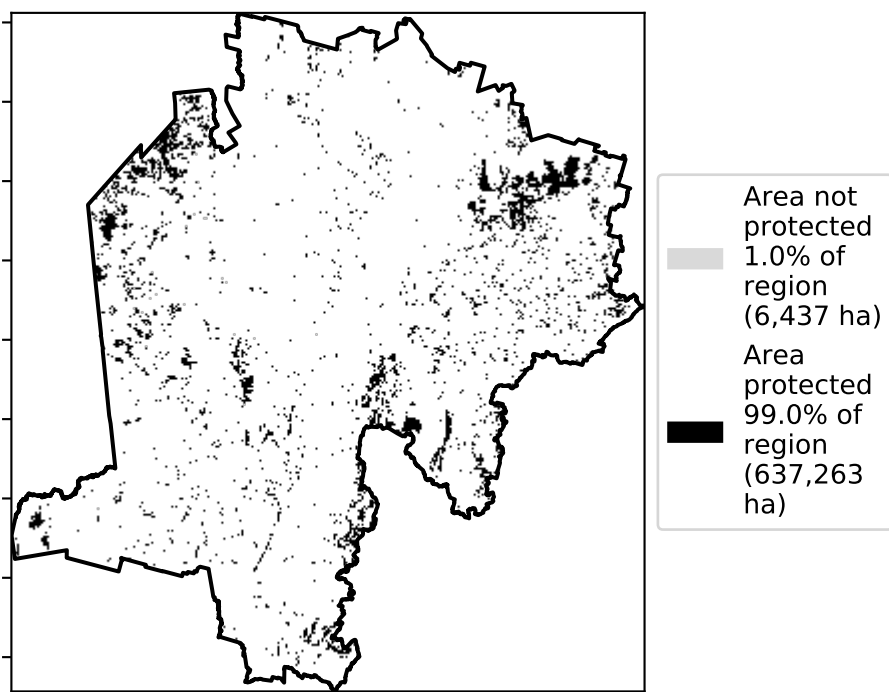 Area not
protected
1.0% of
region
(6,437 ha)
Area
protected
99.0% of
region
(637,263
ha)